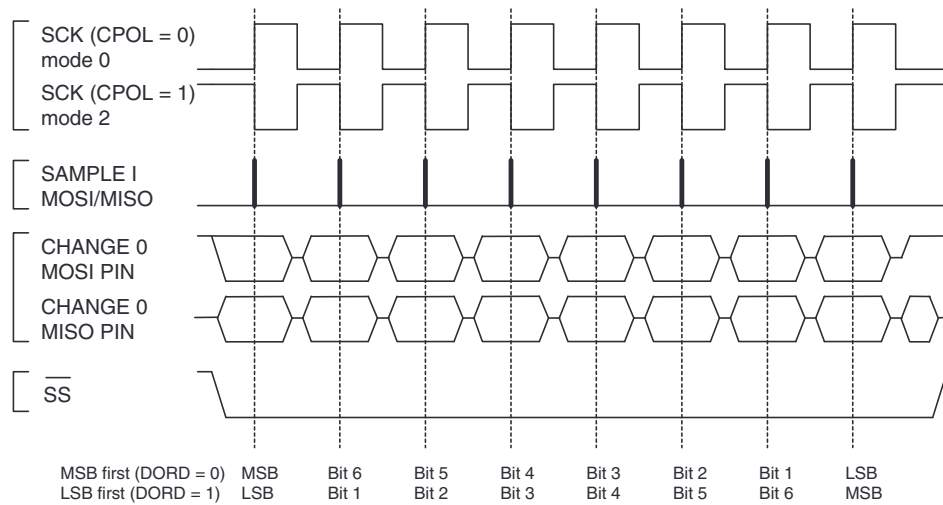 SCK (CPOL = 0)
mode 0
SCK (CPOL = 1)
mode 2
SAMPLE I
MOSI/MISO
CHANGE 0
MOSI PIN
CHANGE 0
MISO PIN
SS
MSB first (DORD = 0) MSB Bit 6 Bit 5 Bit 4 Bit 3 Bit 2 Bit 1 LSB
LSB first (DORD = 1) LSB Bit 1 Bit 2 Bit 3 Bit 4 Bit 5 Bit 6 MSB